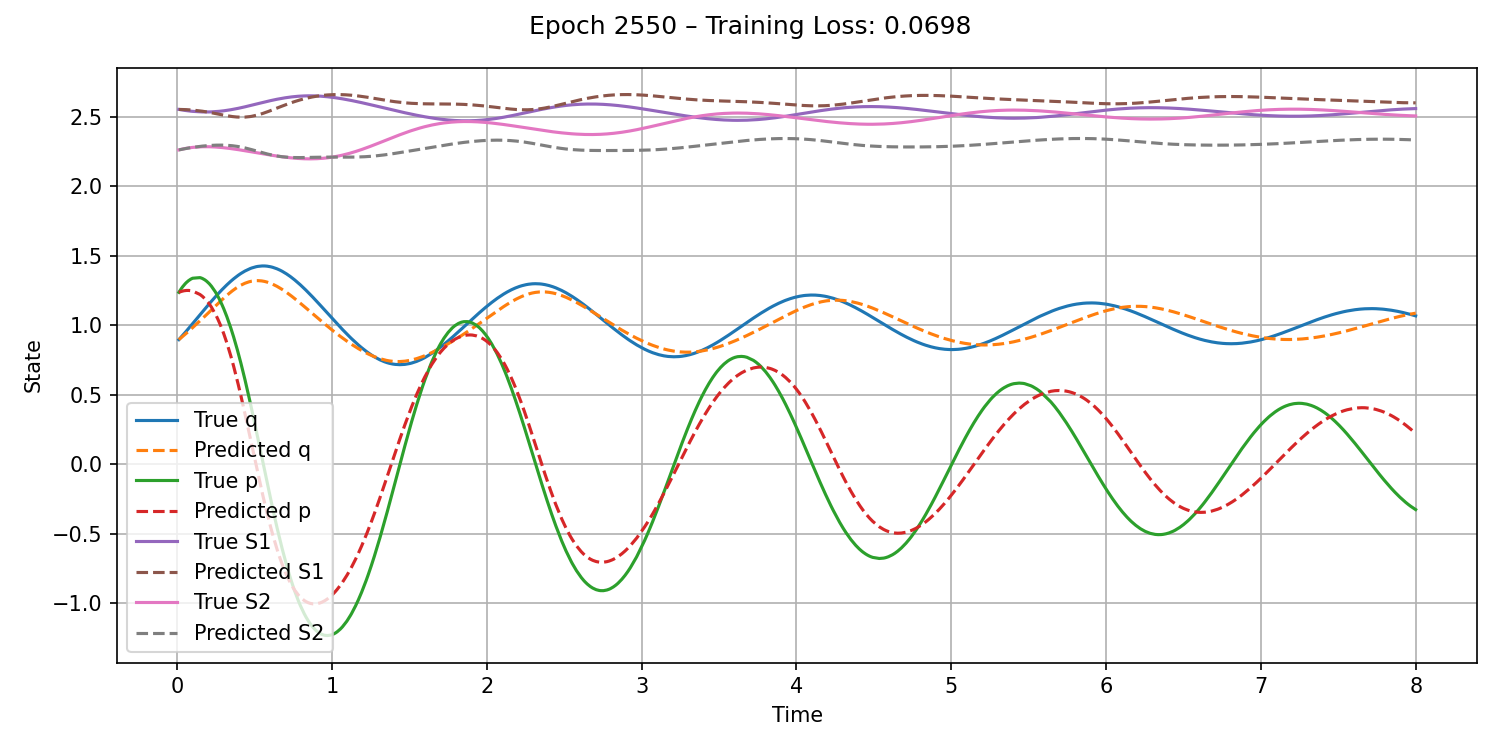 Epoch 2550 – Training Loss: 0.0698
State
2.5
2.0
1.5
1.0
0.5
0.0
−0.5
−1.0
True q
Predicted q
True p
Predicted p
True S1
Predicted S1
True S2
Predicted S2
0 1 2 3 4 5 6 7 8
Time